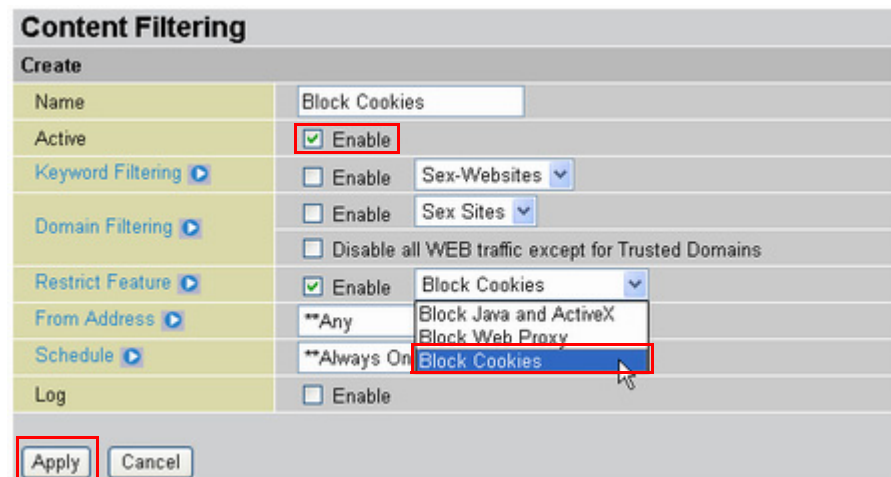 Content Filtering
Create
Name Block Cookies
Active Enable
Keyword Filtering Enable Sex-Websites
Domain Filtering Enable Sex Sites
Disable all WEB traffic except for Trusted Domains
Restrict Feature Enable Block Cookies
From Address **Any Block Java and ActiveX
Block Web Proxy
Schedule **Always On Block Cookies
Log Enable
Apply Cancel